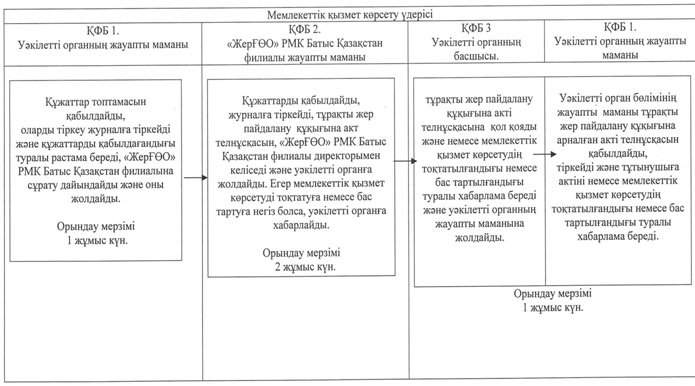 Мемлекеттік қызмет көрсету үдерісі
ҚФБ 1.
Уәкілетті органның жауапты маманы
ҚФБ 2.
«ЖерҒӨО» РМК Батыс Қазақстан
филиалы жауапты маманы
ҚФБ 3
Уәкілетті органның
басшысы.
ҚФБ 1.
Уәкілетті органның жауапты
маманы
Құжаттар топтамасын
қабылдайды,
оларды тіркеу журналға тіркейді
және құжаттарды қабылдағандығы
туралы растама береді, «ЖерҒӨО»
РМК Батыс Қазақстан филиалына
сұрату дайындайды және оны
жолдайды.
Орындау мерзімі
1 жұмыс күн.
Құжаттарды қабылдайды,
журналға тіркейді, тұрақты жер
пайдалану құқығына акт
телнұсқасын, «ЖерҒӨО» РМК Батыс
Қазақстан филиалы директорымен
келіседі және уәкілетті органға
жолдайды. Егер мемлекеттік қызмет
көрсетуді тоқтатуға немесе бас
тартуға негіз болса, уәкілетті органға
хабарлайды.
Орындау мерзімі
2 жұмыс күн.
тұрақты жер пайдалану
құқығына акті
телнұсқасына қол қояды
және немесе мемлекеттік
қызмет көрсетудің
тоқтатылғандығы немесе
бас тартылғандығы
туралы хабарлама береді
және уәкілетті органның
жауапты маманына
жолдайды.
Уәкілетті орган бөлімінің
жауапты маманы тұрақты
жер пайдалану құқығына
арналған акті телнұсқасын
қабылдайды,
тіркейді және тұтынушыға
актіні немесе мемлекеттік
қызмет көрсетудің
тоқтатылғандығы немесе бас
тартылғандығы туралы
хабарлама береді.
Орындау мерзімі
1 жұмыс күн.